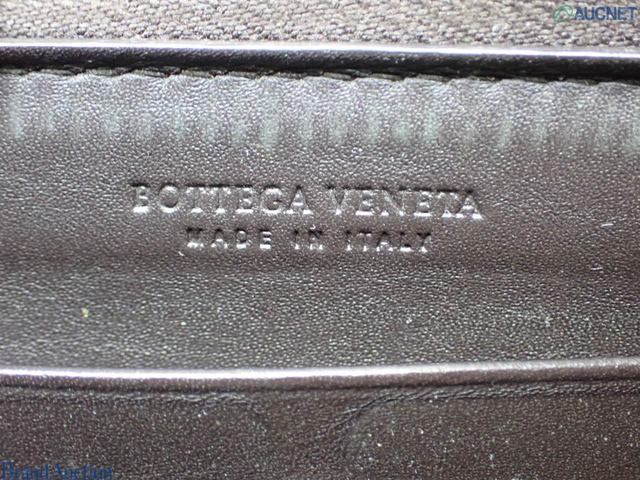 AUCNET
BOTTEGA VENETA
MADE IN ITALY
Brand Auction